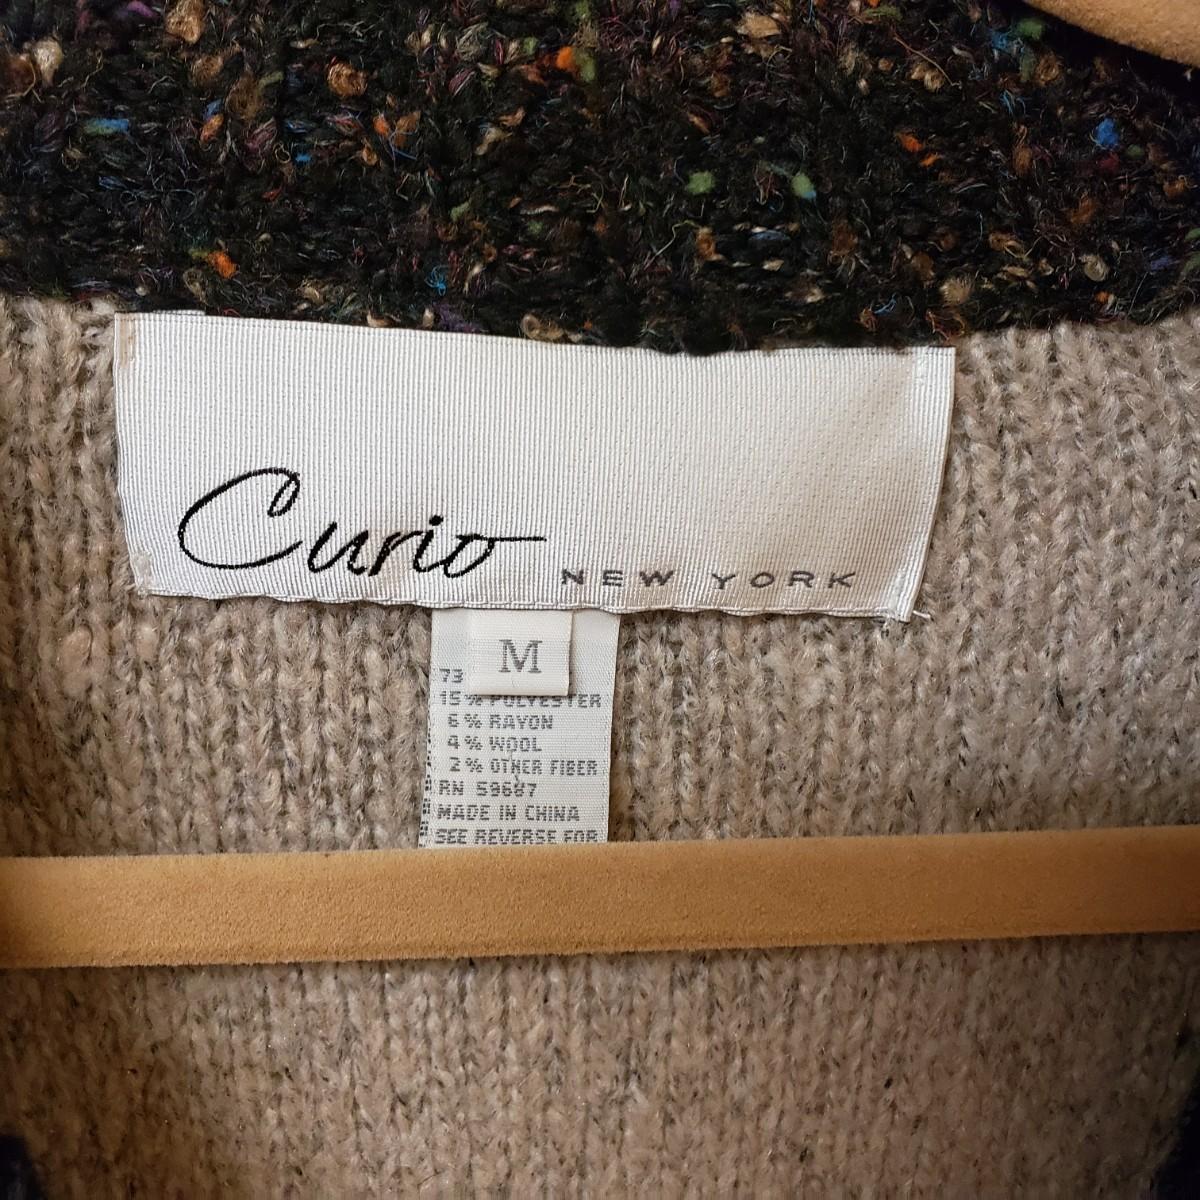 Curio NEW YORK
M
73
15% POLYESTER
6% RAYON
4% WOOL
2% OTHER FIBER
RN 59687
MADE IN CHINA
SEE REVERSE FOR